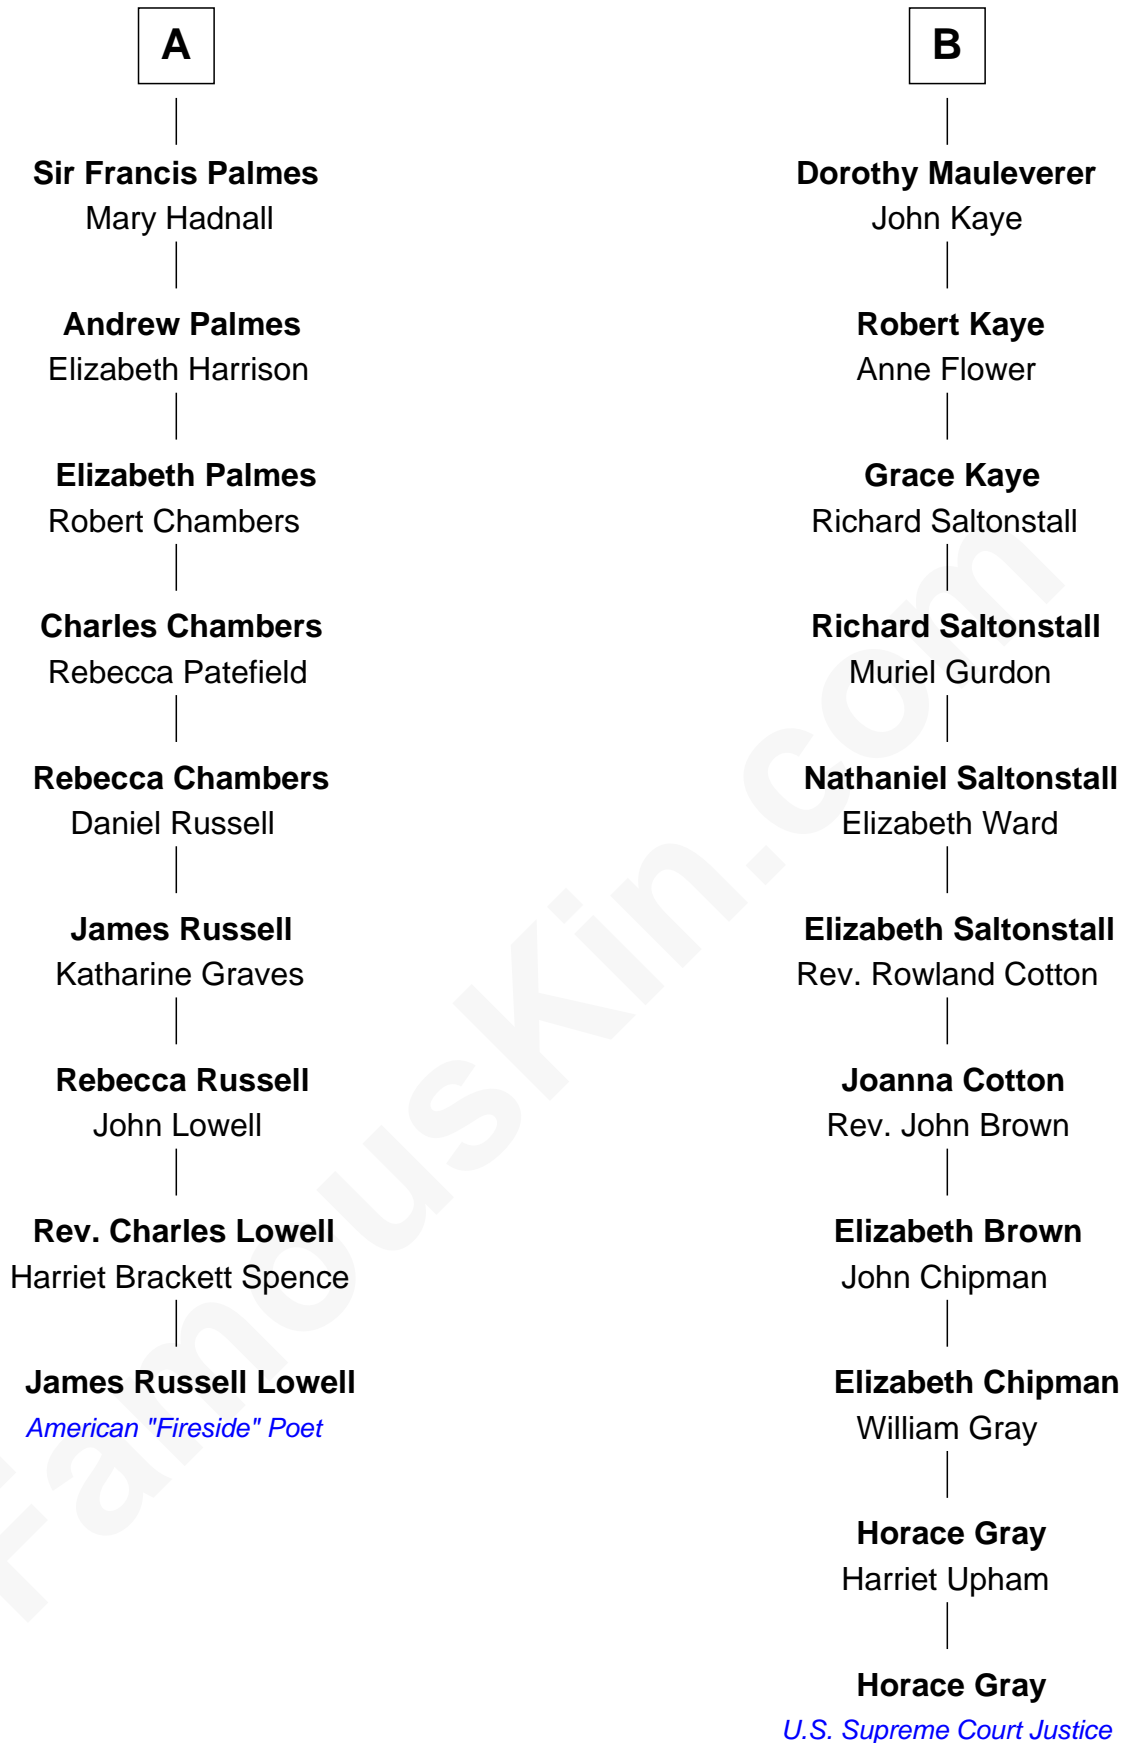 A
Sir Francis Palmes
Mary Hadnall
Andrew Palmes
Elizabeth Harrison
Elizabeth Palmes
Robert Chambers
Charles Chambers
Rebecca Patefield
Rebecca Chambers
Daniel Russell
James Russell
Katharine Graves
Rebecca Russell
John Lowell
Rev. Charles Lowell
Harriet Brackett Spence
James Russell Lowell
American "Fireside" Poet
B
Dorothy Mauleverer
John Kaye
Robert Kaye
Anne Flower
Grace Kaye
Richard Saltonstall
Richard Saltonstall
Muriel Gurdon
Nathaniel Saltonstall
Elizabeth Ward
Elizabeth Saltonstall
Rev. Rowland Cotton
Joanna Cotton
Rev. John Brown
Elizabeth Brown
John Chipman
Elizabeth Chipman
William Gray
Horace Gray
Harriet Upham
Horace Gray
U.S. Supreme Court Justice
FamousKin.com